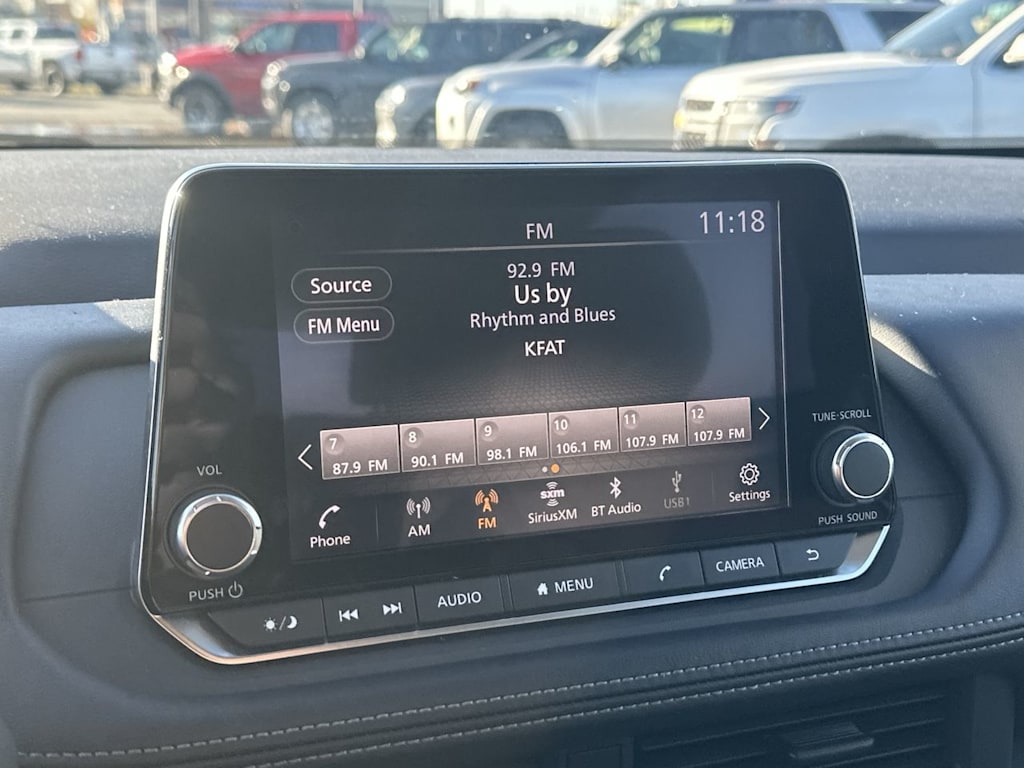 FM
11:18
92.9 FM
Source
Us by
FM Menu
Rhythm and Blues
KFAT
7
87.9 FM
8
90.1 FM
9
98.1 FM
10
106.1 FM
11
107.9 FM
12
107.9 FM
TUNE·SCROLL
VOL
Phone
AM
FM
sxm
SiriusXM
BT Audio
USB1
Settings
PUSH SOUND
PUSH
AUDIO
MENU
CAMERA